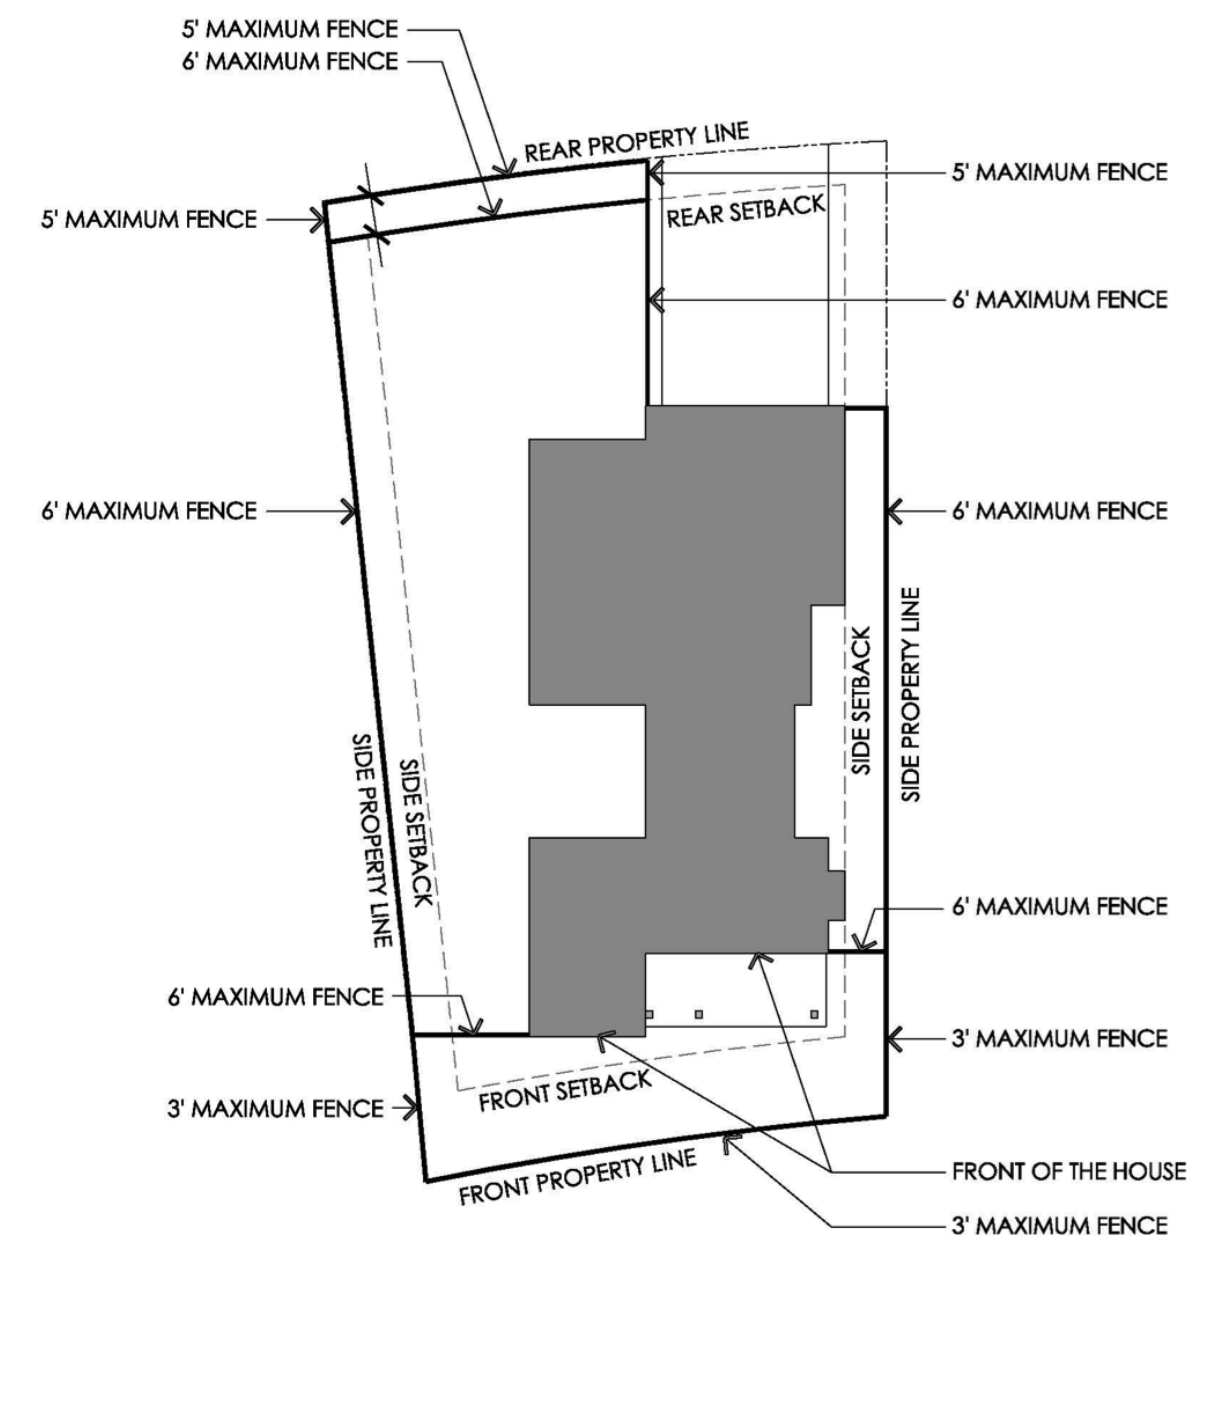 5' MAXIMUM FENCE
6' MAXIMUM FENCE
REAR PROPERTY LINE
5' MAXIMUM FENCE
5' MAXIMUM FENCE
REAR SETBACK
6' MAXIMUM FENCE
6' MAXIMUM FENCE
6' MAXIMUM FENCE
SIDE PROPERTY LINE
SIDE SETBACK
SIDE SETBACK
SIDE PROPERTY LINE
6' MAXIMUM FENCE
6' MAXIMUM FENCE
3' MAXIMUM FENCE
FRONT SETBACK
3' MAXIMUM FENCE
FRONT PROPERTY LINE
FRONT OF THE HOUSE
3' MAXIMUM FENCE